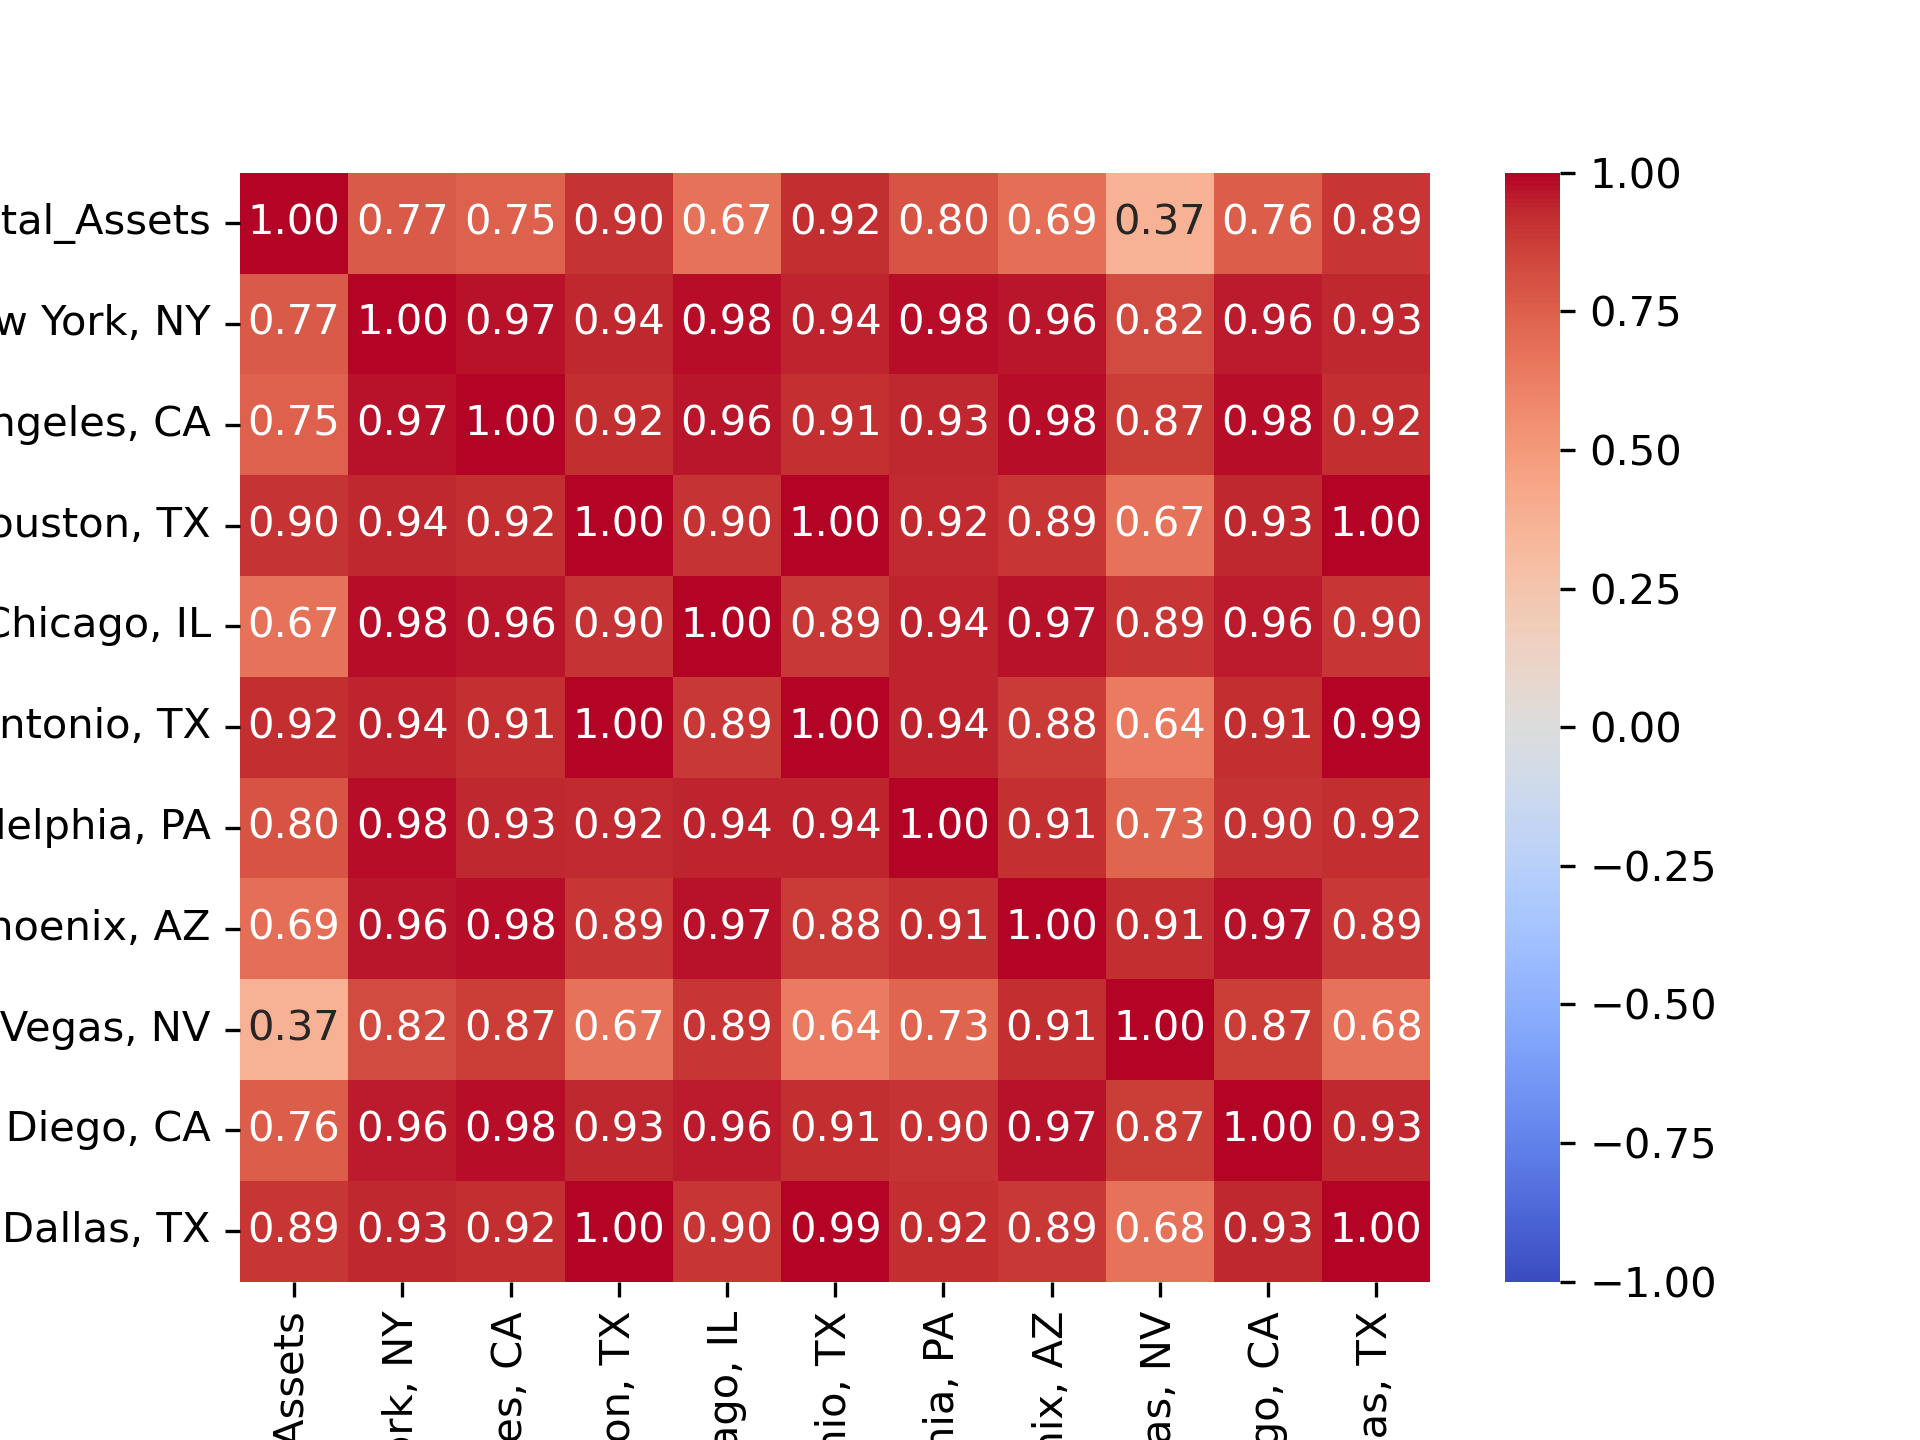 tal_Assets 1.00 0.77 0.75 0.90 0.67 0.92 0.80 0.69 0.37 0.76 0.89
w York, NY 0.77 1.00 0.97 0.94 0.98 0.94 0.98 0.96 0.82 0.96 0.93
ngeles, CA 0.75 0.97 1.00 0.92 0.96 0.91 0.93 0.98 0.87 0.98 0.92
ouston, TX 0.90 0.94 0.92 1.00 0.90 1.00 0.92 0.89 0.67 0.93 1.00
Chicago, IL 0.67 0.98 0.96 0.90 1.00 0.89 0.94 0.97 0.89 0.96 0.90
ntonio, TX 0.92 0.94 0.91 1.00 0.89 1.00 0.94 0.88 0.64 0.91 0.99
delphia, PA 0.80 0.98 0.93 0.92 0.94 0.94 1.00 0.91 0.73 0.90 0.92
hoenix, AZ 0.69 0.96 0.98 0.89 0.97 0.88 0.91 1.00 0.91 0.97 0.89
Vegas, NV 0.37 0.82 0.87 0.67 0.89 0.64 0.73 0.91 1.00 0.87 0.68
Diego, CA 0.76 0.96 0.98 0.93 0.96 0.91 0.90 0.97 0.87 1.00 0.93
Dallas, TX 0.89 0.93 0.92 1.00 0.90 0.99 0.92 0.89 0.68 0.93 1.00
Assets
ork, NY
es, CA
on, TX
ago, IL
nio, TX
nia, PA
nix, AZ
as, NV
go, CA
as, TX
1.00
0.75
0.50
0.25
0.00
−0.25
−0.50
−0.75
−1.00